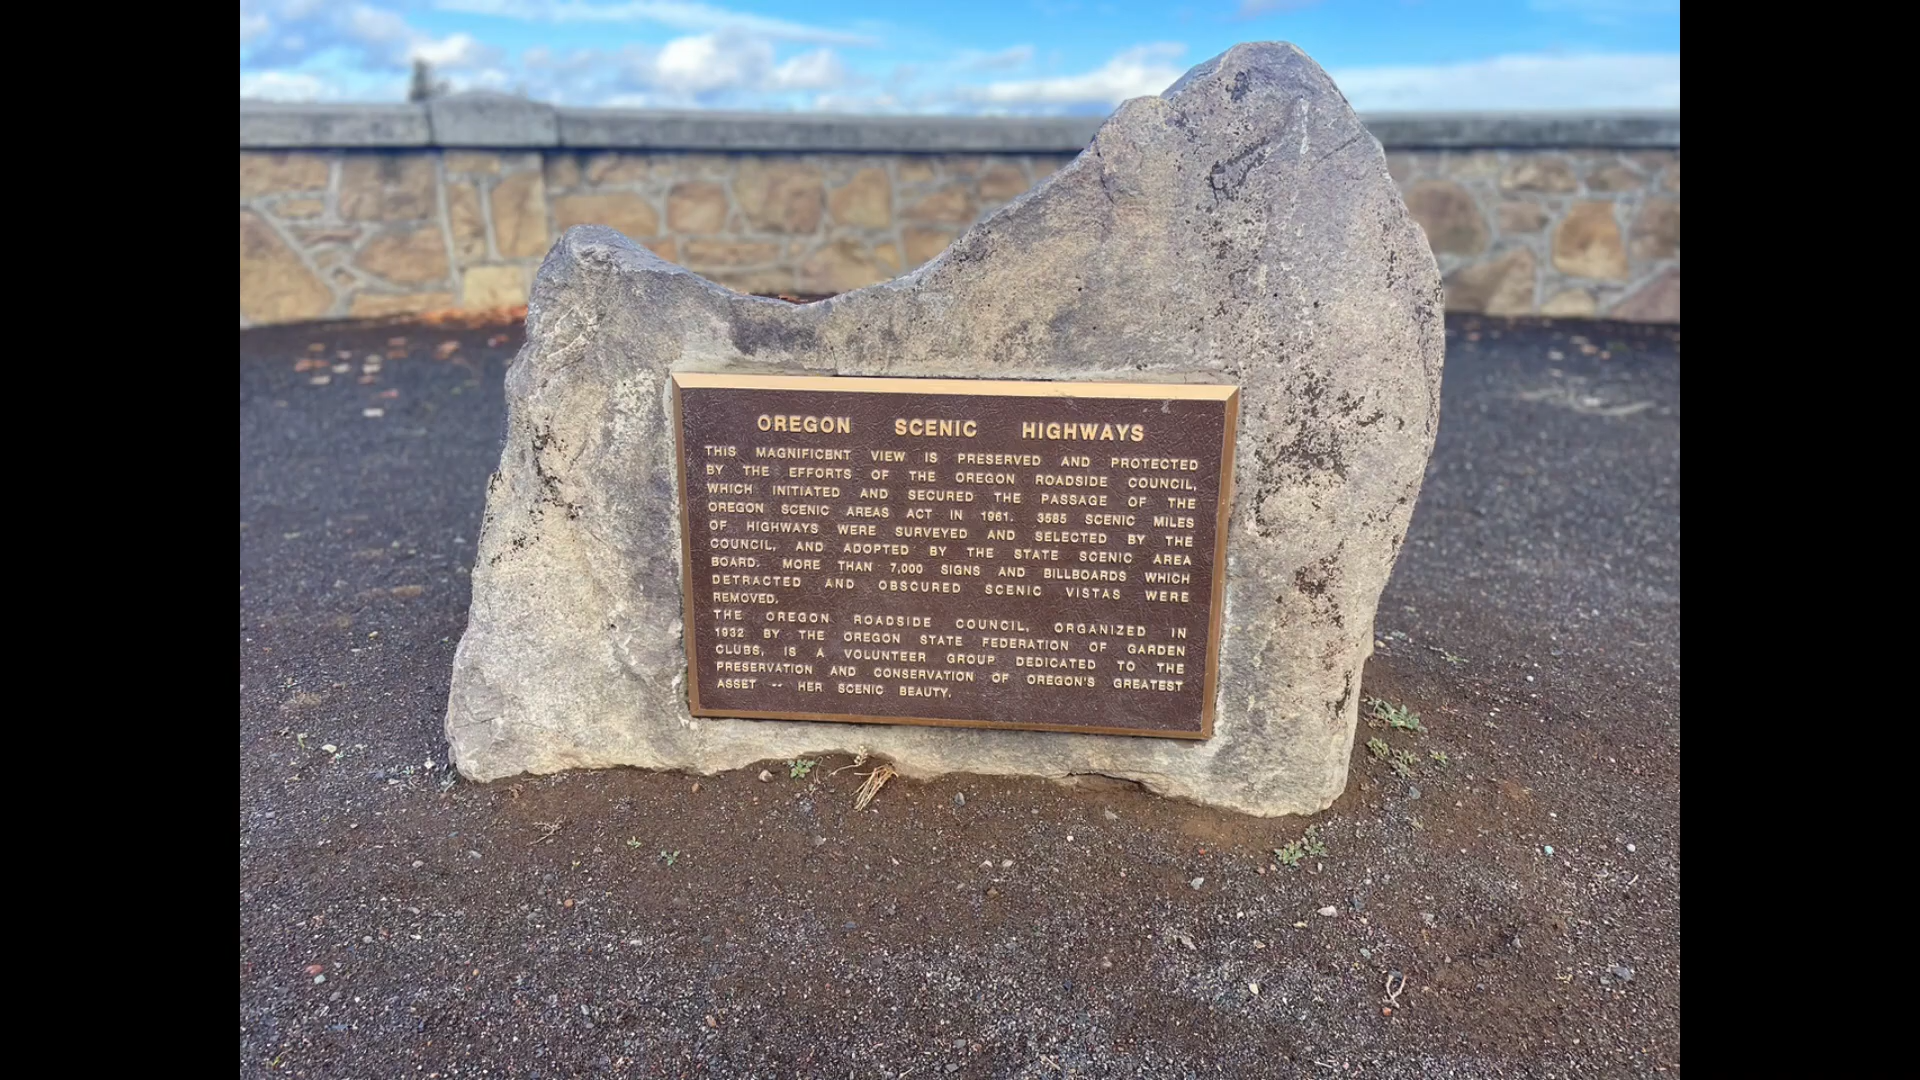 OREGON SCENIC HIGHWAYS
THIS MAGNIFICENT VIEW IS PRESERVED AND PROTECTED
BY THE EFFORTS OF THE OREGON ROADSIDE COUNCIL,
WHICH INITIATED AND SECURED THE PASSAGE OF THE
OREGON SCENIC AREAS ACT IN 1961. 3585 SCENIC MILES
OF HIGHWAYS WERE SURVEYED AND SELECTED BY THE
COUNCIL, AND ADOPTED BY THE STATE SCENIC AREA
BOARD. MORE THAN 7,000 SIGNS AND BILLBOARDS WHICH
DETRACTED AND OBSCURED SCENIC VISTAS WERE
REMOVED.
THE OREGON ROADSIDE COUNCIL, ORGANIZED IN
1932 BY THE OREGON STATE FEDERATION OF GARDEN
CLUBS, IS A VOLUNTEER GROUP DEDICATED TO THE
PRESERVATION AND CONSERVATION OF OREGON'S GREATEST
ASSET -- HER SCENIC BEAUTY.